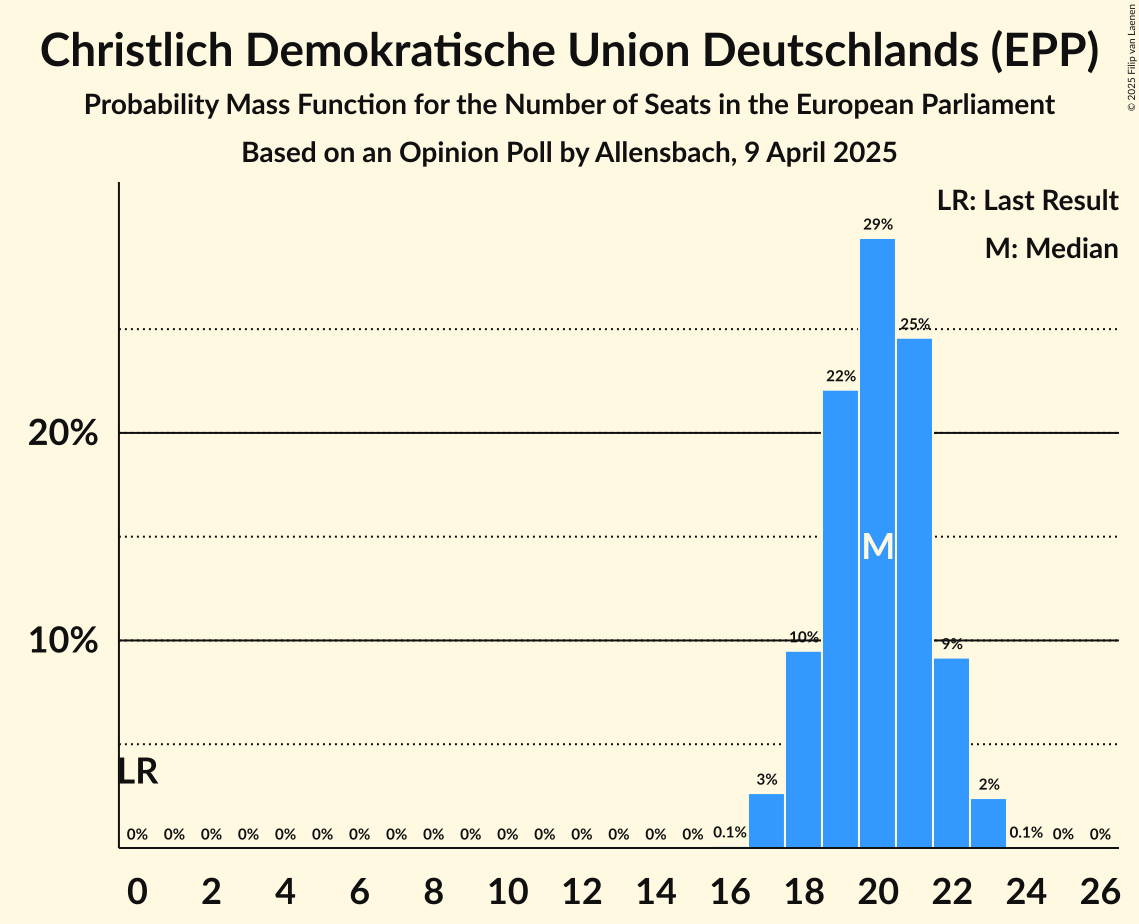 Christlich Demokratische Union Deutschlands (EPP)
Probability Mass Function for the Number of Seats in the European Parliament
Based on an Opinion Poll by Allensbach, 9 April 2025
© 2025 Filip van Laenen
LR: Last Result
M: Median
29%
25%
22%
20%
M
10%
10%
9%
LR
3%
2%
0% 0% 0% 0% 0% 0% 0% 0% 0% 0% 0% 0% 0% 0% 0% 0% 0.1% 0.1% 0% 0%
0 2 4 6 8 10 12 14 16 18 20 22 24 26